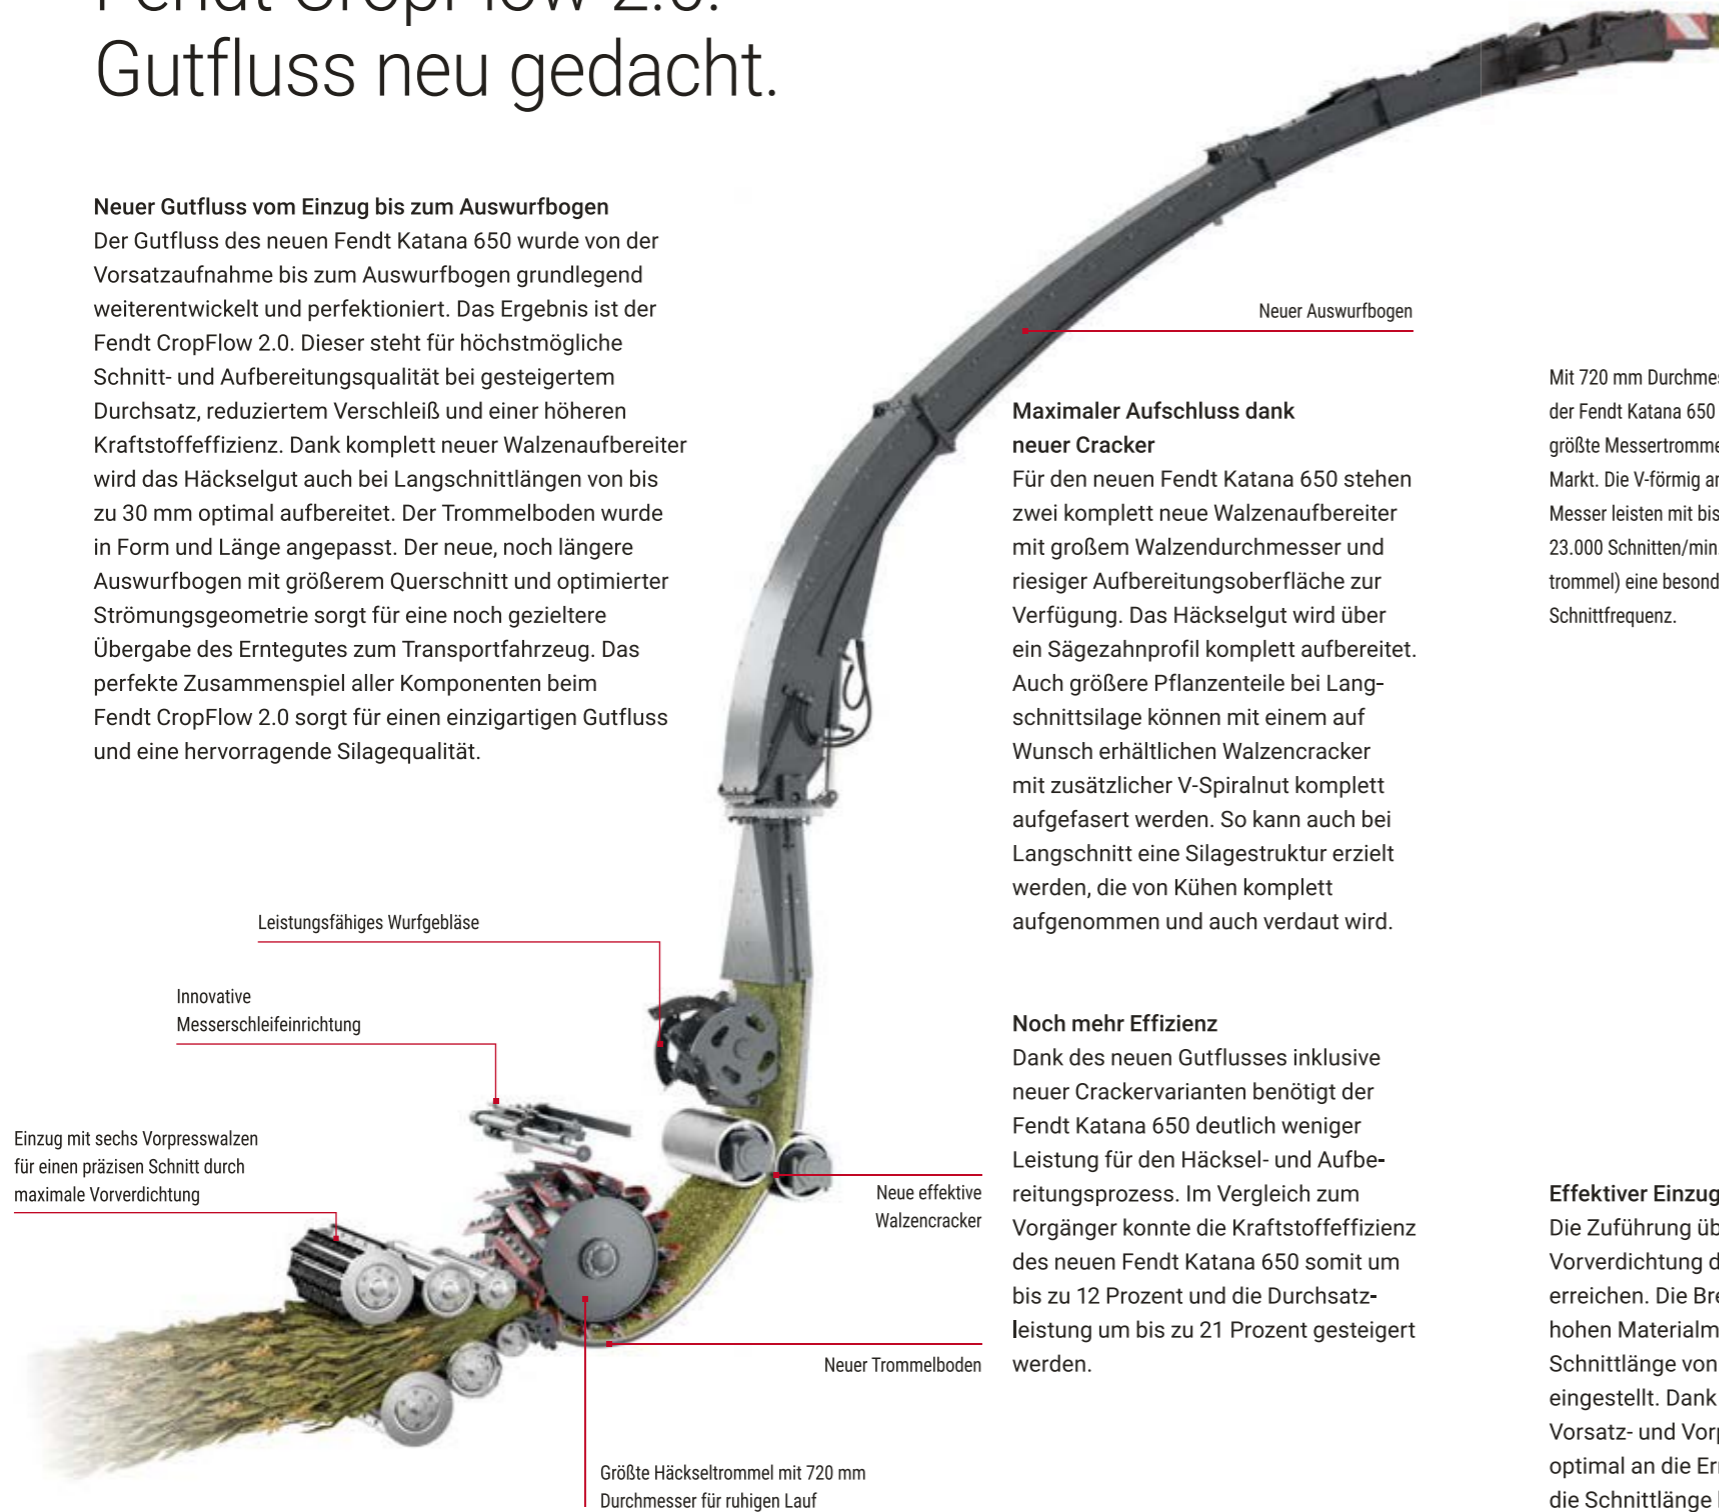 Fendt CropFlow 2.0:
Gutfluss neu gedacht.
Neuer Gutfluss vom Einzug bis zum Auswurfbogen
Der Gutfluss des neuen Fendt Katana 650 wurde von der
Vorsatzaufnahme bis zum Auswurfbogen grundlegend
weiterentwickelt und perfektioniert. Das Ergebnis ist der
Fendt CropFlow 2.0. Dieser steht für höchstmögliche
Schnitt- und Aufbereitungsqualität bei gesteigertem
Durchsatz, reduziertem Verschleiß und einer höheren
Kraftstoffeffizienz. Dank komplett neuer Walzenaufbereiter
wird das Häckselgut auch bei Langschnittlängen von bis
zu 30 mm optimal aufbereitet. Der Trommelboden wurde
in Form und Länge angepasst. Der neue, noch längere
Auswurfbogen mit größerem Querschnitt und optimierter
Strömungsgeometrie sorgt für eine noch gezieltere
Übergabe des Erntegutes zum Transportfahrzeug. Das
perfekte Zusammenspiel aller Komponenten beim
Fendt CropFlow 2.0 sorgt für einen einzigartigen Gutfluss
und eine hervorragende Silagequalität.
Leistungsfähiges Wurfgebläse
Innovative
Messerschleifeinrichtung
Einzug mit sechs Vorpresswalzen
für einen präzisen Schnitt durch
maximale Vorverdichtung
Neuer Auswurfbogen
Neue effektive
Walzencracker
Neuer Trommelboden
Größte Häckseltrommel mit 720 mm
Durchmesser für ruhigen Lauf
Maximaler Aufschluss dank
neuer Cracker
Für den neuen Fendt Katana 650 stehen
zwei komplett neue Walzenaufbereiter
mit großem Walzendurchmesser und
riesiger Aufbereitungsoberfläche zur
Verfügung. Das Häckselgut wird über
ein Sägezahnprofil komplett aufbereitet.
Auch größere Pflanzenteile bei Lang-
schnittsilage können mit einem auf
Wunsch erhältlichen Walzencracker
mit zusätzlicher V-Spiralnut komplett
aufgefasert werden. So kann auch bei
Langschnitt eine Silagestruktur erzielt
werden, die von Kühen komplett
aufgenommen und auch verdaut wird.
Noch mehr Effizienz
Dank des neuen Gutflusses inklusive
neuer Crackervarianten benötigt der
Fendt Katana 650 deutlich weniger
Leistung für den Häcksel- und Aufbe-
reitungsprozess. Im Vergleich zum
Vorgänger konnte die Kraftstoffeffizienz
des neuen Fendt Katana 650 somit um
bis zu 12 Prozent und die Durchsatz-
leistung um bis zu 21 Prozent gesteigert
werden.
Mit 720 mm Durchmes
der Fendt Katana 650
größte Messertromme
Markt. Die V-förmig a
Messer leisten mit bis
23.000 Schnitten/min
trommel) eine besond
Schnittfrequenz.
Effektiver Einzug
Die Zuführung üb
Vorverdichtung d
erreichen. Die Bre
hohen Materialm
Schnittlänge von
eingestellt. Dank
Vorsatz- und Vorp
optimal an die Er
die Schnittlänge